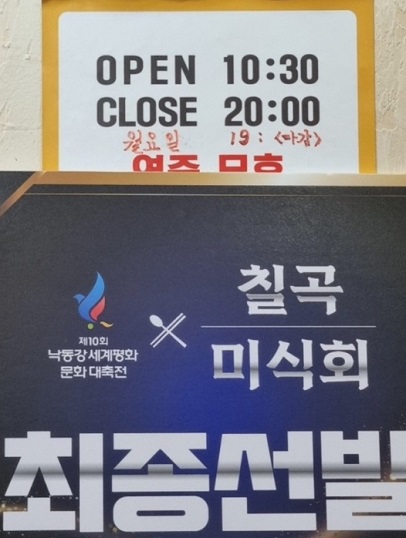 OPEN 10:30
CLOSE 20:00
월요일 19: <마감>
연중 무휴
제10회
낙동강세계평화
문화 대축전
칠곡
미식회
최종선발